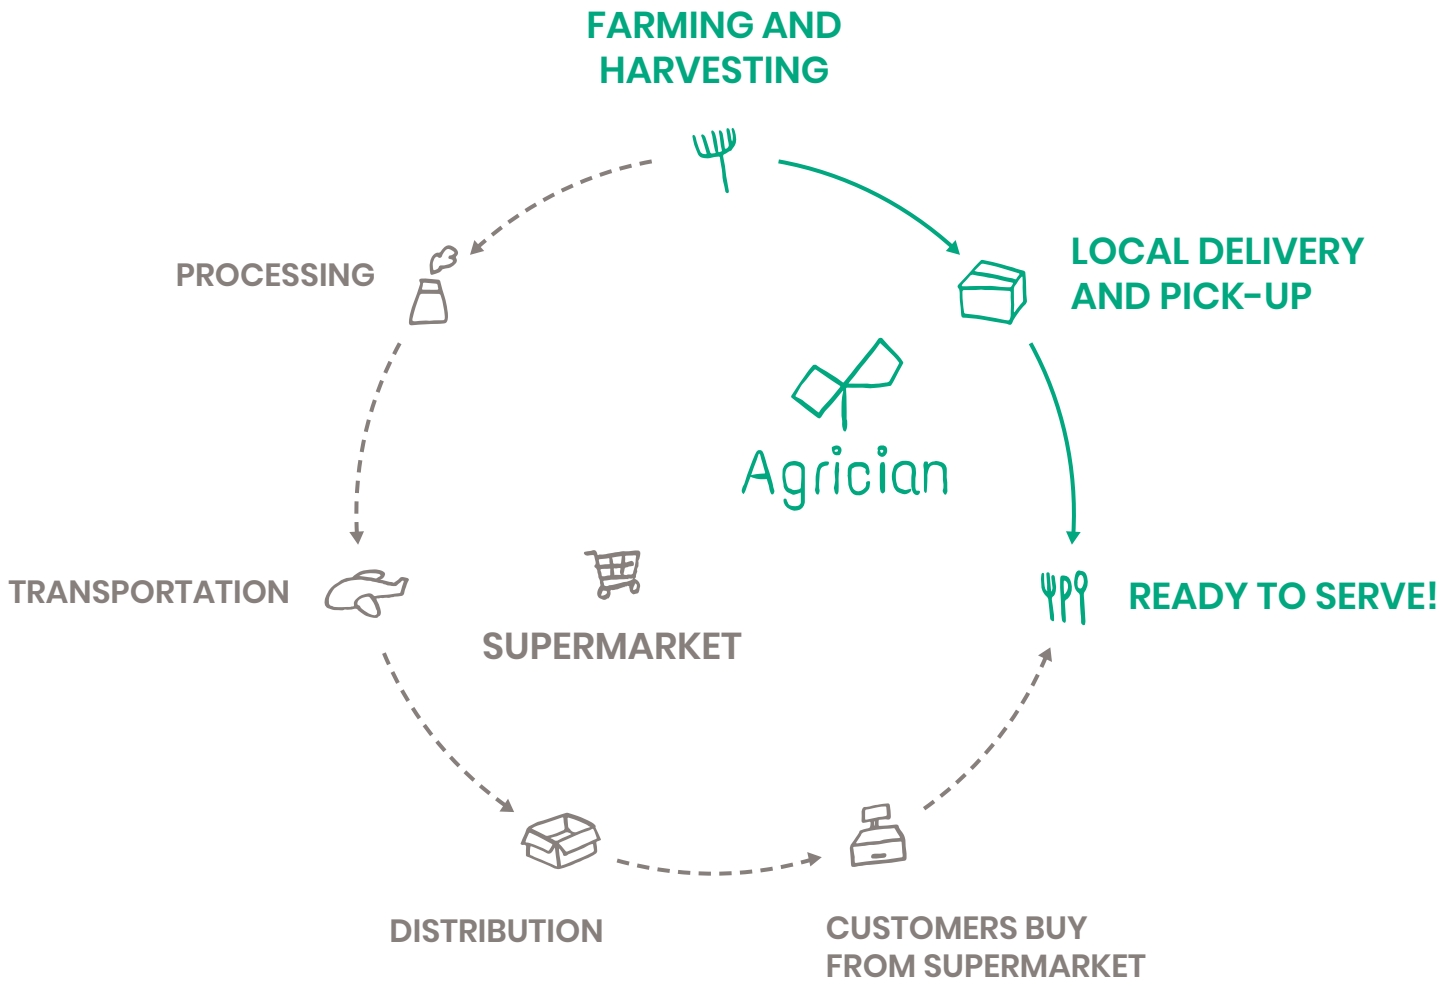 FARMING AND
HARVESTING
PROCESSING
LOCAL DELIVERY
AND PICK-UP
Agrician
TRANSPORTATION
SUPERMARKET
READY TO SERVE!
DISTRIBUTION
CUSTOMERS BUY
FROM SUPERMARKET